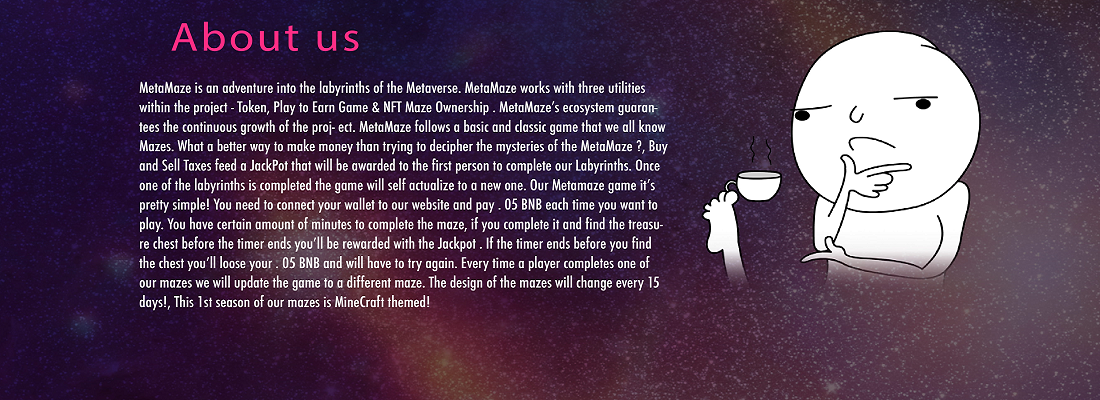 About us
MetaMaze is an adventure into the labyrinths of the Metaverse. MetaMaze works with three utilities
within the project - Token, Play to Earn Game & NFT Maze Ownership . MetaMaze's ecosystem guaran-
tees the continuous growth of the proj- ect. MetaMaze follows a basic and classic game that we all know
Mazes. What a better way to make money than trying to decipher the mysteries of the MetaMaze ?, Buy
and Sell Taxes feed a JackPot that will be awarded to the first person to complete our Labyrinths. Once
one of the labyrinths is completed the game will self actualize to a new one. Our Metamaze game it's
pretty simple! You need to connect your wallet to our website and pay . 05 BNB each time you want to
play. You have certain amount of minutes to complete the maze, if you complete it and find the treasu-
re chest before the timer ends you'll be rewarded with the Jackpot . If the timer ends before you find
the chest you'll loose your . 05 BNB and will have to try again. Every time a player completes one of
our mazes we will update the game to a different maze. The design of the mazes will change every 15
days!, This 1st season of our mazes is MineCraft themed!